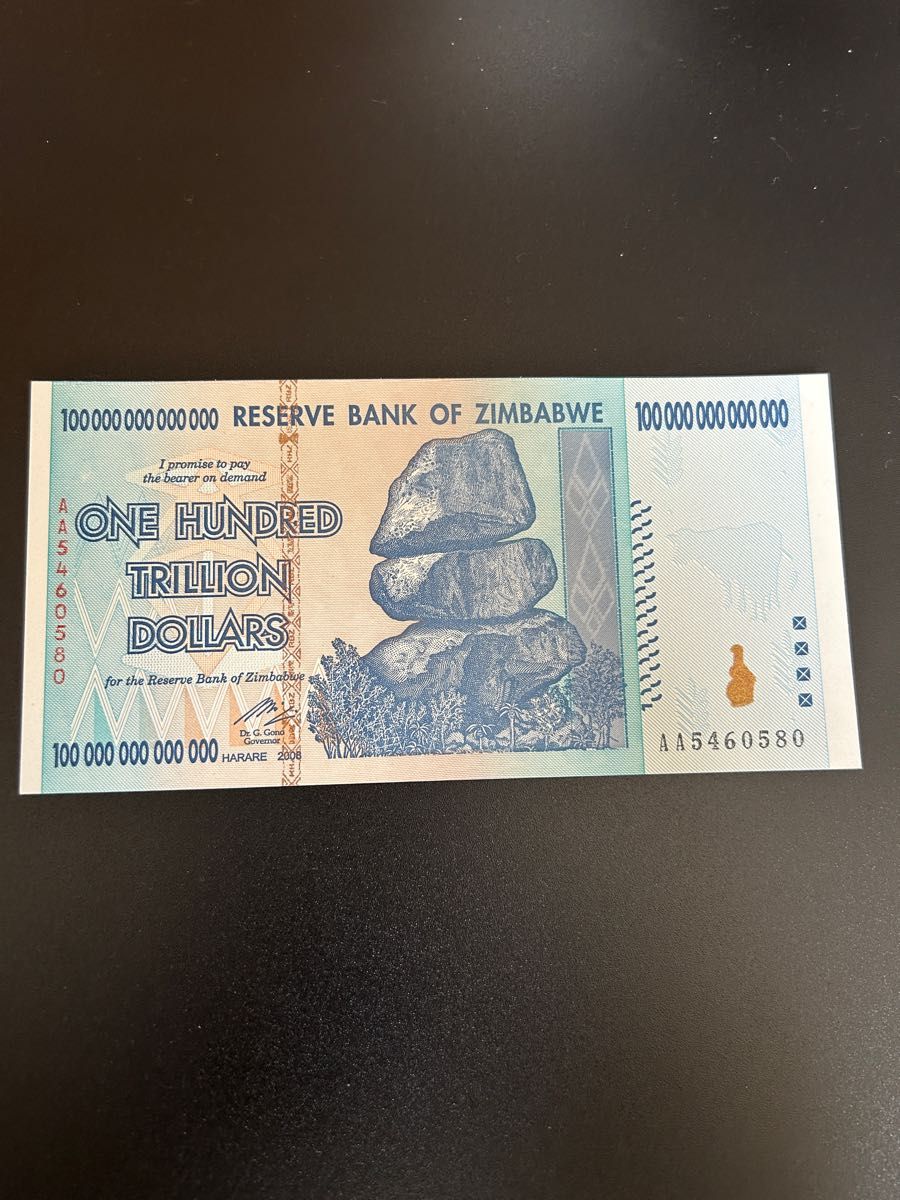 100 000 000 000 000
RESERVE BANK OF ZIMBABWE
100 000 000 000 000
I promise to pay
the bearer on demand
ONE HUNDRED
TRILLION
DOLLARS
for the Reserve Bank of Zimbabwe
Dr. G. Gono
Governor
100 000 000 000 000
HARARE 2008
AA5460580
AA5460580